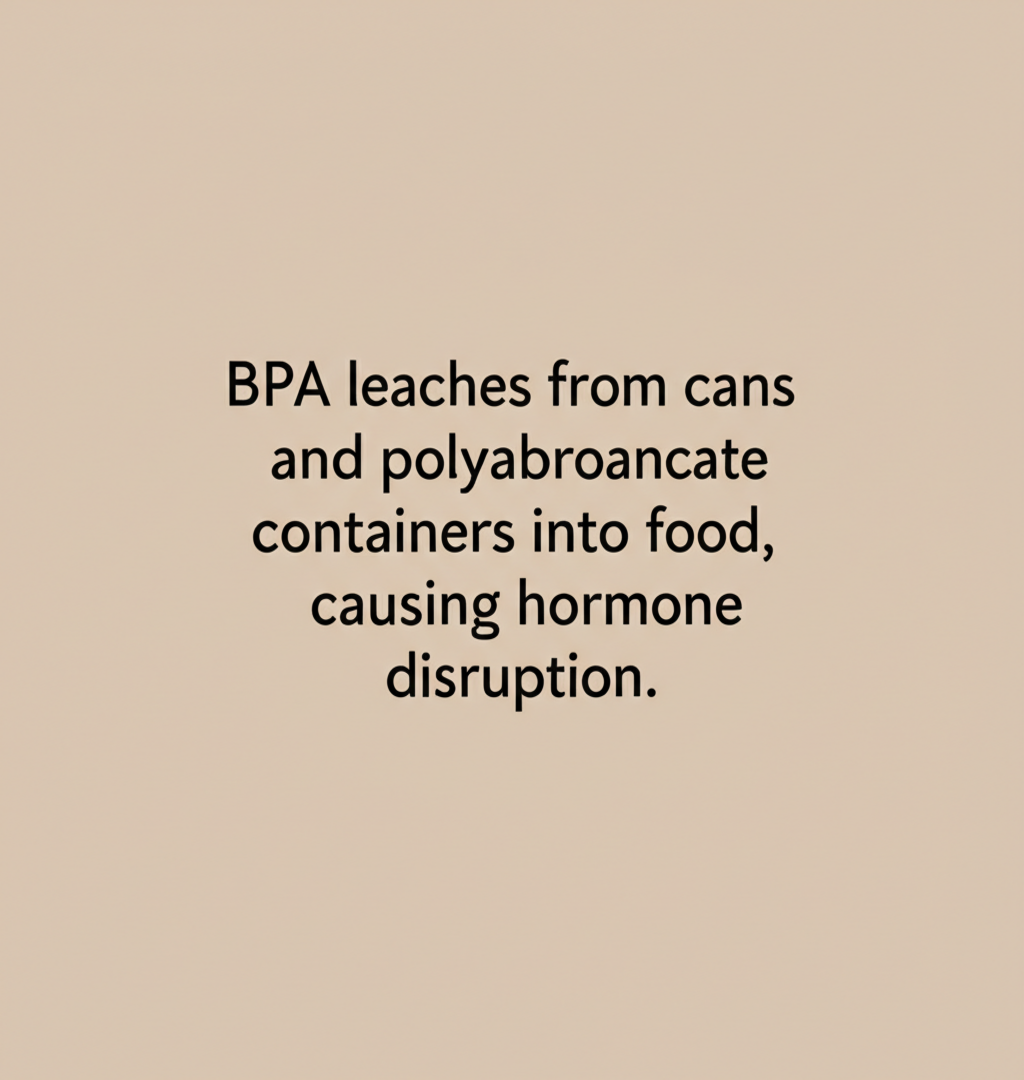 BPA leaches from cans
and polyabroancate
containers into food,
causing hormone
disruption.